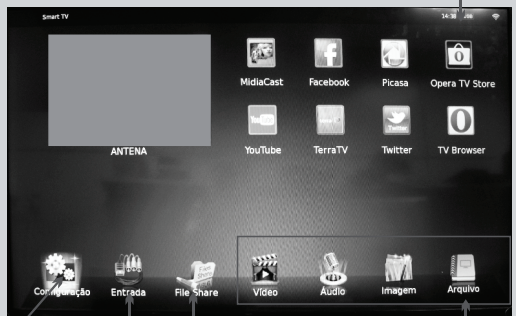 Smart TV
MidiaCast Facebook Picasa Opera TV Store
ANTENA
YouTube TerraTV Twitter TV Browser
Configuração Entrada File Share Vídeo Áudio Imagem Arquivo